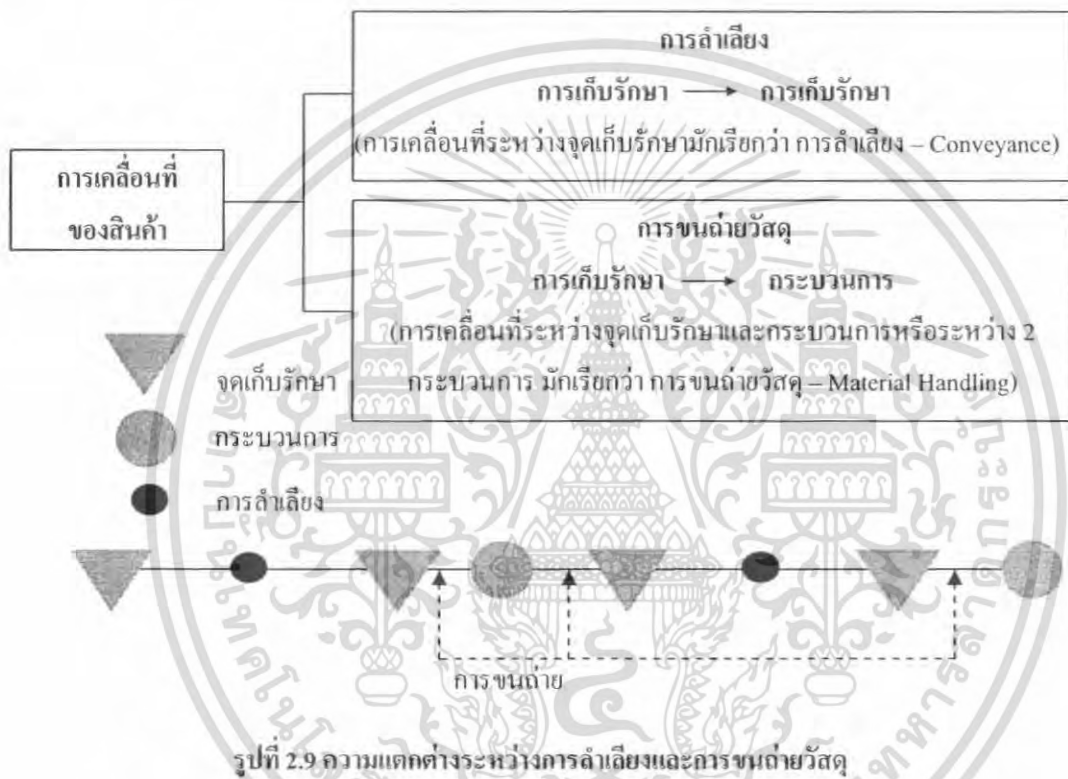 การลำเลียง
การเก็บรักษา → การเก็บรักษา
(การเคลื่อนที่ระหว่างจุดเก็บรักษามักเรียกว่า การลำเลียง – Conveyance)
การเคลื่อนที่
ของสินค้า
การขนถ่ายวัสดุ
การเก็บรักษา → กระบวนการ
(การเคลื่อนที่ระหว่างจุดเก็บรักษาและกระบวนการหรือระหว่าง 2
กระบวนการ มักเรียกว่า การขนถ่ายวัสดุ – Material Handling)
จุดเก็บรักษา
กระบวนการ
การลำเลียง
การขนถ่าย
รูปที่ 2.9 ความแตกต่างระหว่างการลำเลียงและการขนถ่ายวัสดุ